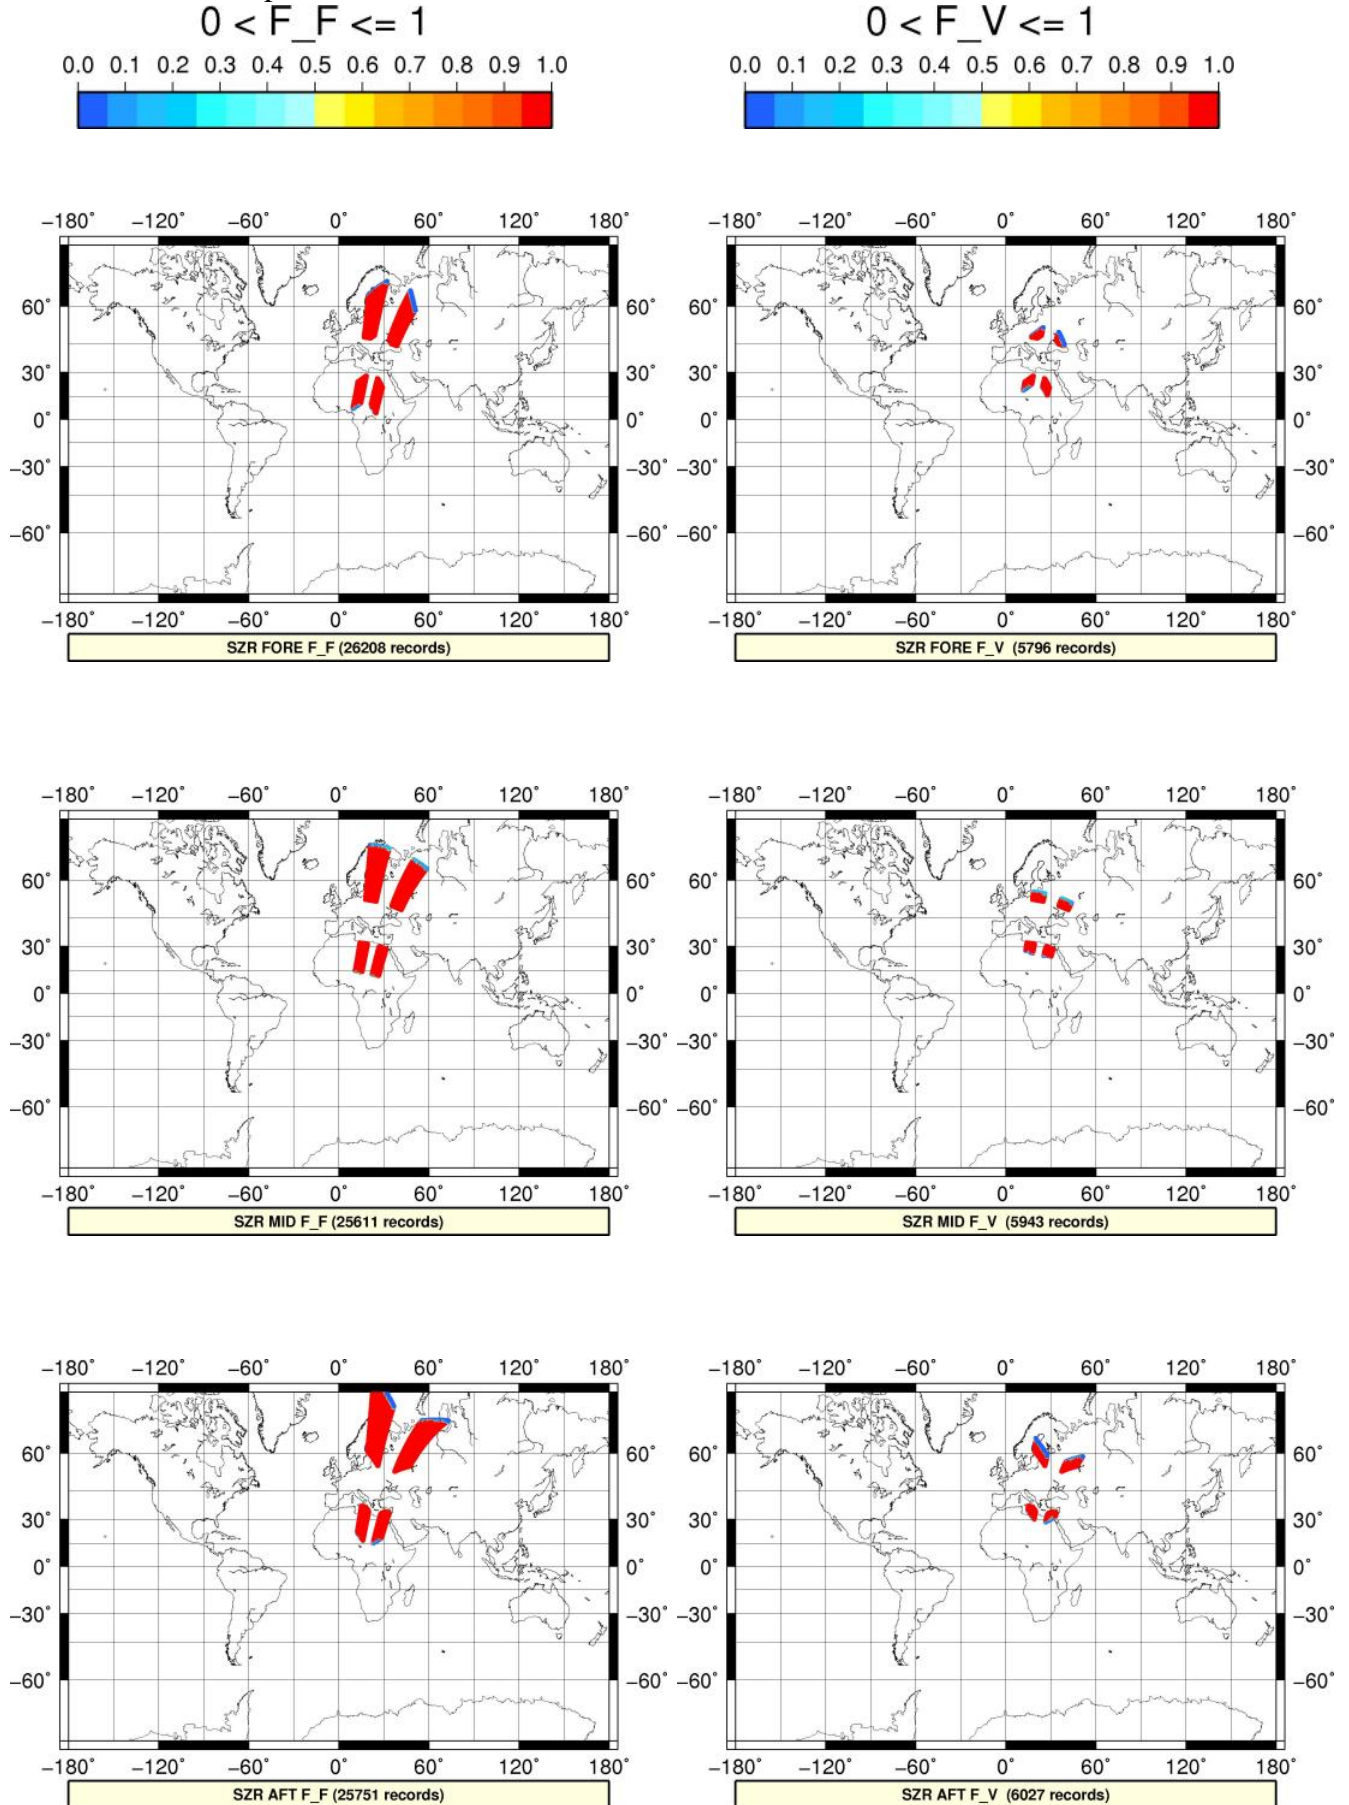 0 < F_F <= 1 0 < F_V <= 1
0.0 0.1 0.2 0.3 0.4 0.5 0.6 0.7 0.8 0.9 1.0 0.0 0.1 0.2 0.3 0.4 0.5 0.6 0.7 0.8 0.9 1.0
−180˚ −120˚ −60˚ 0˚ 60˚ 120˚ 180˚ −180˚ −120˚ −60˚ 0˚ 60˚ 120˚ 180˚
60˚ 60˚ 60˚ 60˚
30˚ 30˚ 30˚ 30˚
0˚ 0˚ 0˚ 0˚
−30˚ −30˚ −30˚ −30˚
−60˚ −60˚ −60˚ −60˚
−180˚ −120˚ −60˚ 0˚ 60˚ 120˚ 180˚ −180˚ −120˚ −60˚ 0˚ 60˚ 120˚ 180˚
SZR FORE F_F (26208 records) SZR FORE F_V (5796 records)
−180˚ −120˚ −60˚ 0˚ 60˚ 120˚ 180˚ −180˚ −120˚ −60˚ 0˚ 60˚ 120˚ 180˚
60˚ 60˚ 60˚ 60˚
30˚ 30˚ 30˚ 30˚
0˚ 0˚ 0˚ 0˚
−30˚ −30˚ −30˚ −30˚
−60˚ −60˚ −60˚ −60˚
−180˚ −120˚ −60˚ 0˚ 60˚ 120˚ 180˚ −180˚ −120˚ −60˚ 0˚ 60˚ 120˚ 180˚
SZR MID F_F (25611 records) SZR MID F_V (5943 records)
−180˚ −120˚ −60˚ 0˚ 60˚ 120˚ 180˚ −180˚ −120˚ −60˚ 0˚ 60˚ 120˚ 180˚
60˚ 60˚ 60˚ 60˚
30˚ 30˚ 30˚ 30˚
0˚ 0˚ 0˚ 0˚
−30˚ −30˚ −30˚ −30˚
−60˚ −60˚ −60˚ −60˚
−180˚ −120˚ −60˚ 0˚ 60˚ 120˚ 180˚ −180˚ −120˚ −60˚ 0˚ 60˚ 120˚ 180˚
SZR AFT F_F (25751 records) SZR AFT F_V (6027 records)